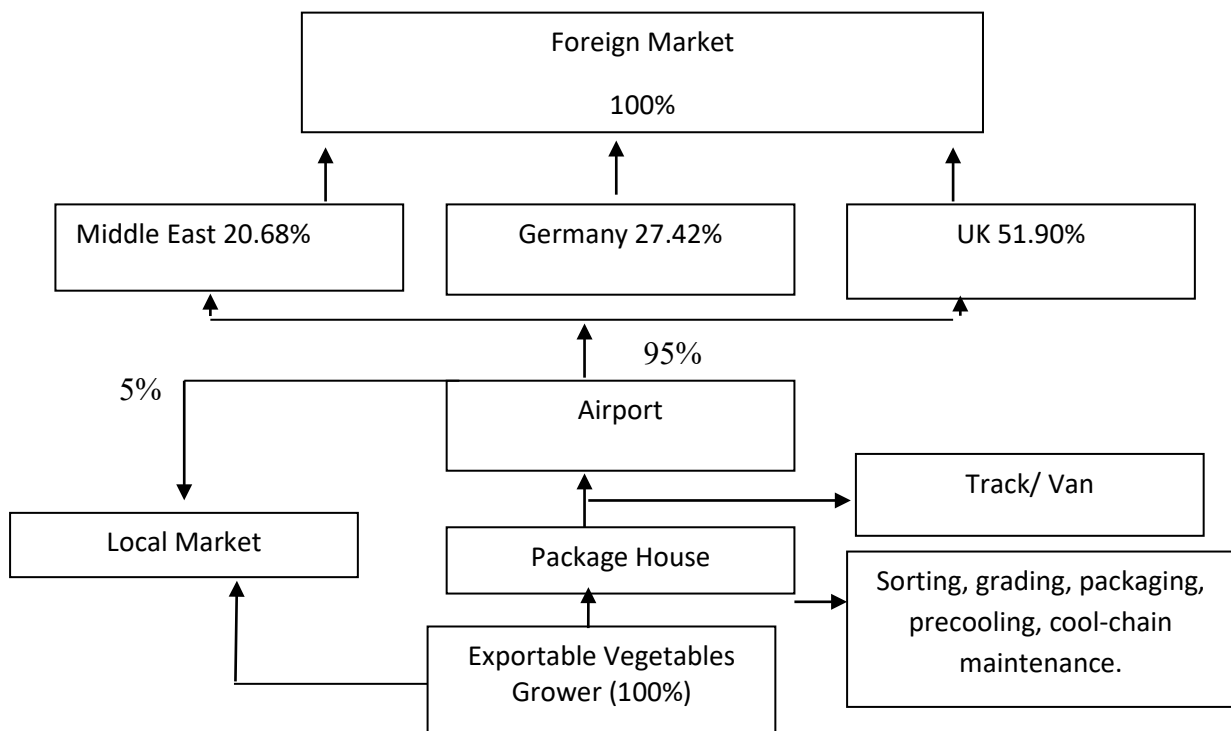 Foreign Market
100%
Middle East 20.68%
Germany 27.42%
UK 51.90%
95%
5%
Airport
Track/ Van
Local Market
Package House
Sorting, grading, packaging,
precooling, cool-chain
maintenance.
Exportable Vegetables
Grower (100%)